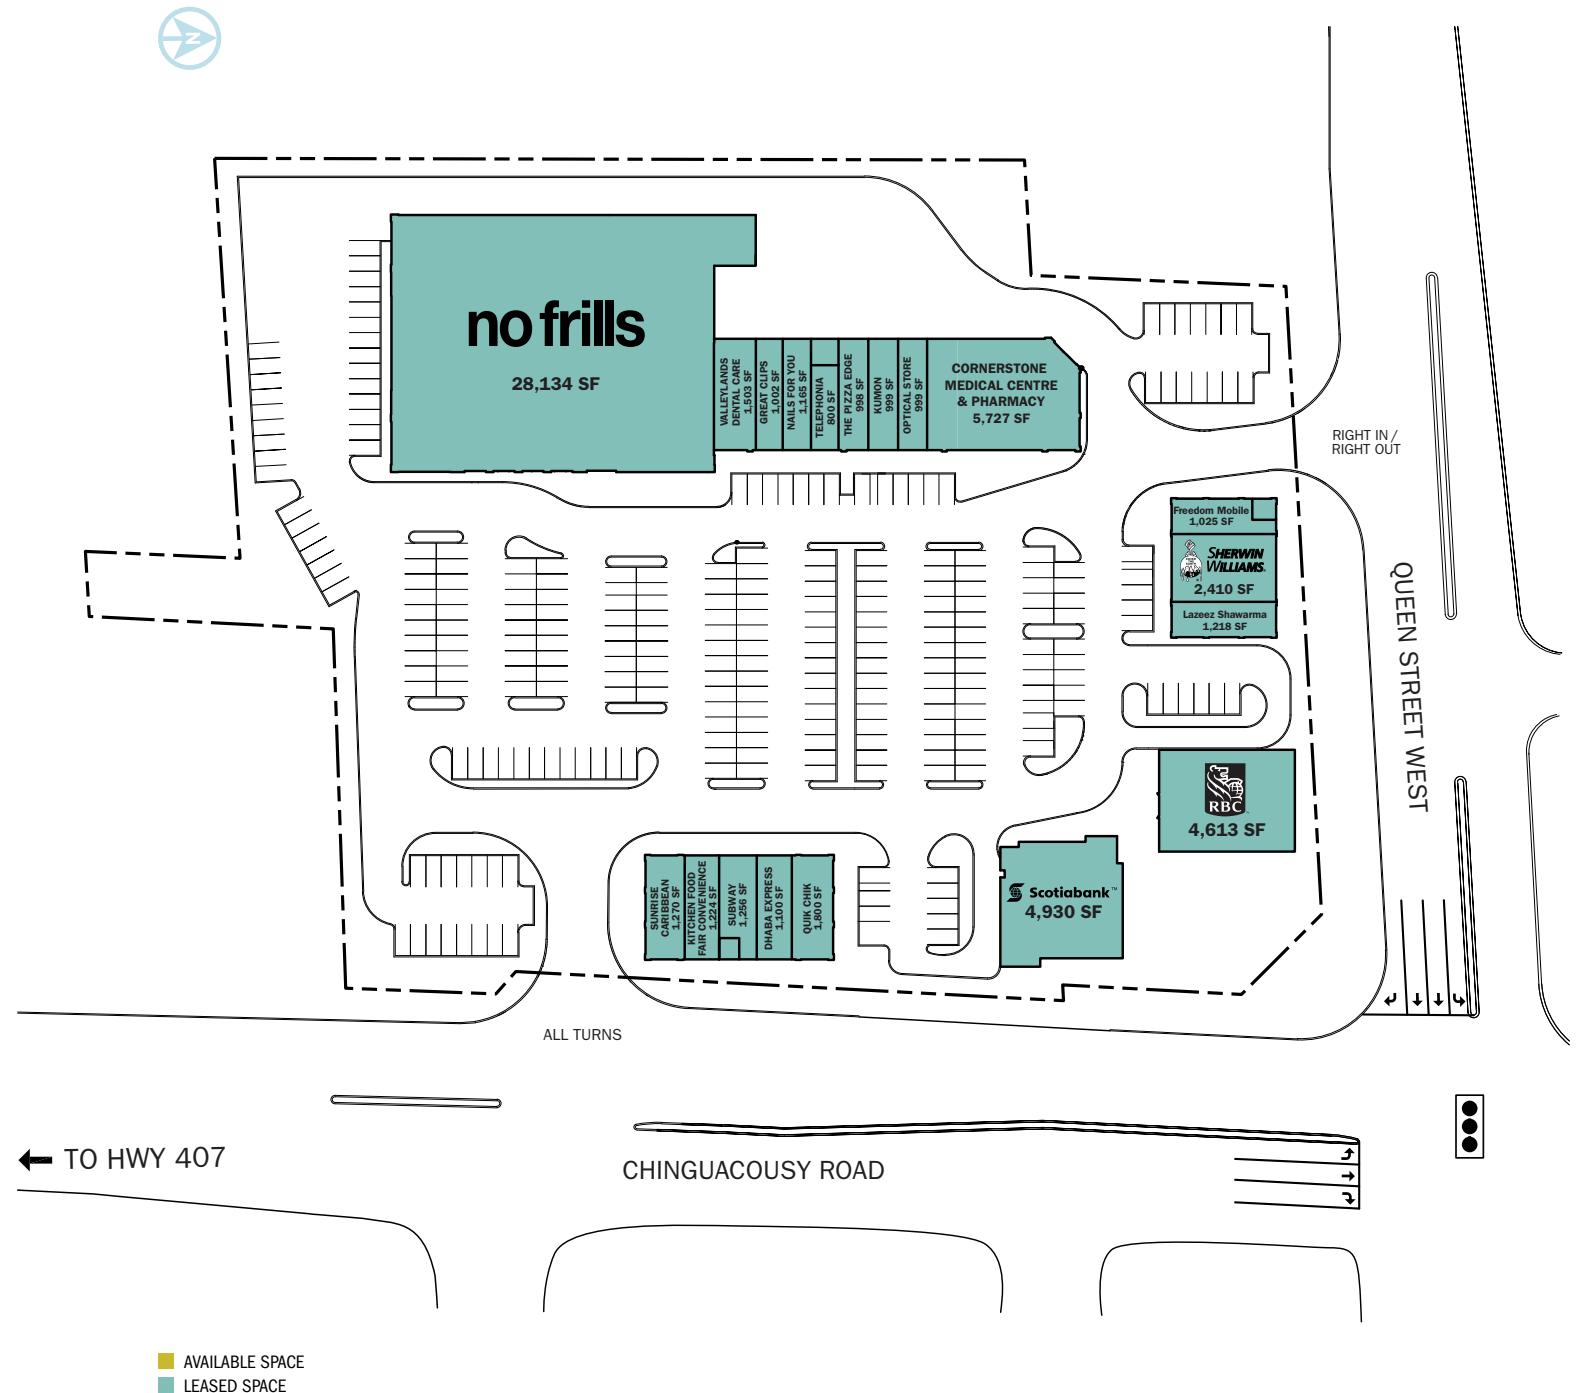 N
no frills
28,134 SF
VALLEYLANDS
DENTAL CARE
1,503 SF
GREAT CLIPS
1,002 SF
NAILS FOR YOU
1,165 SF
TELEPHONIA
800 SF
THE PIZZA EDGE
998 SF
KUMON
999 SF
OPTICAL STORE
999 SF
CORNERSTONE
MEDICAL CENTRE
& PHARMACY
5,727 SF
RIGHT IN /
RIGHT OUT
Freedom Mobile
1,025 SF
SHERWIN
WILLIAMS.
2,410 SF
Lazeez Shawarma
1,218 SF
QUEEN STREET WEST
RBC
4,613 SF
SUNRISE
CARIBBEAN
1,270 SF
KITCHEN FOOD
FAIR CONVENIENCE
1,224 SF
SUBWAY
1,256 SF
DHABA EXPRESS
1,100 SF
QUIK CHIK
1,800 SF
Scotiabank™
4,930 SF
ALL TURNS
TO HWY 407
CHINGUACOUSY ROAD
AVAILABLE SPACE
LEASED SPACE